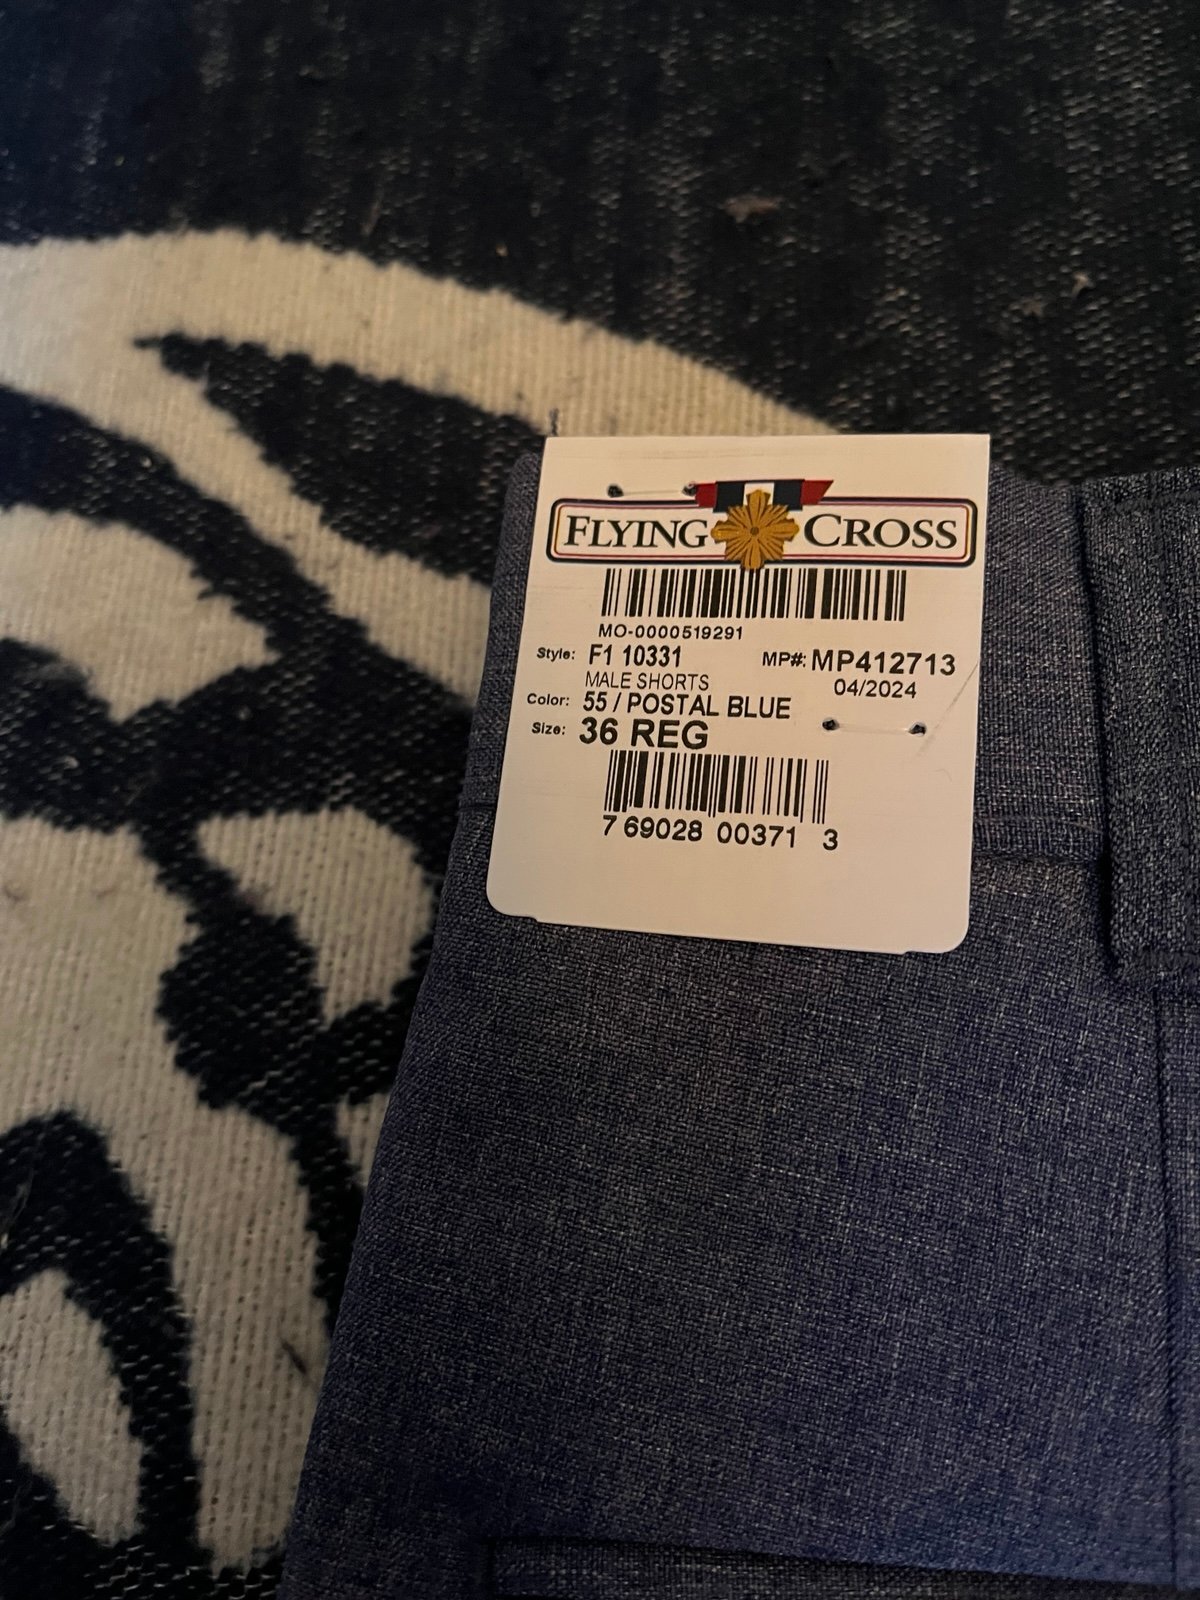 FLYING CROSS
MO-0000519291
Style: F1 10331 MP#: MP412713
MALE SHORTS 04/2024
Color: 55 / POSTAL BLUE
Size: 36 REG
7 69028 00371 3